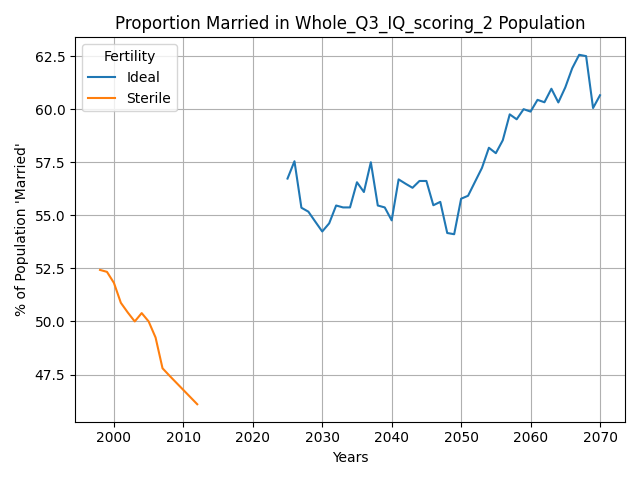 Proportion Married in Whole_Q3_IQ_scoring_2 Population
Fertility
Ideal
Sterile
% of Population 'Married'
62.5
60.0
57.5
55.0
52.5
50.0
47.5
2000 2010 2020 2030 2040 2050 2060 2070
Years